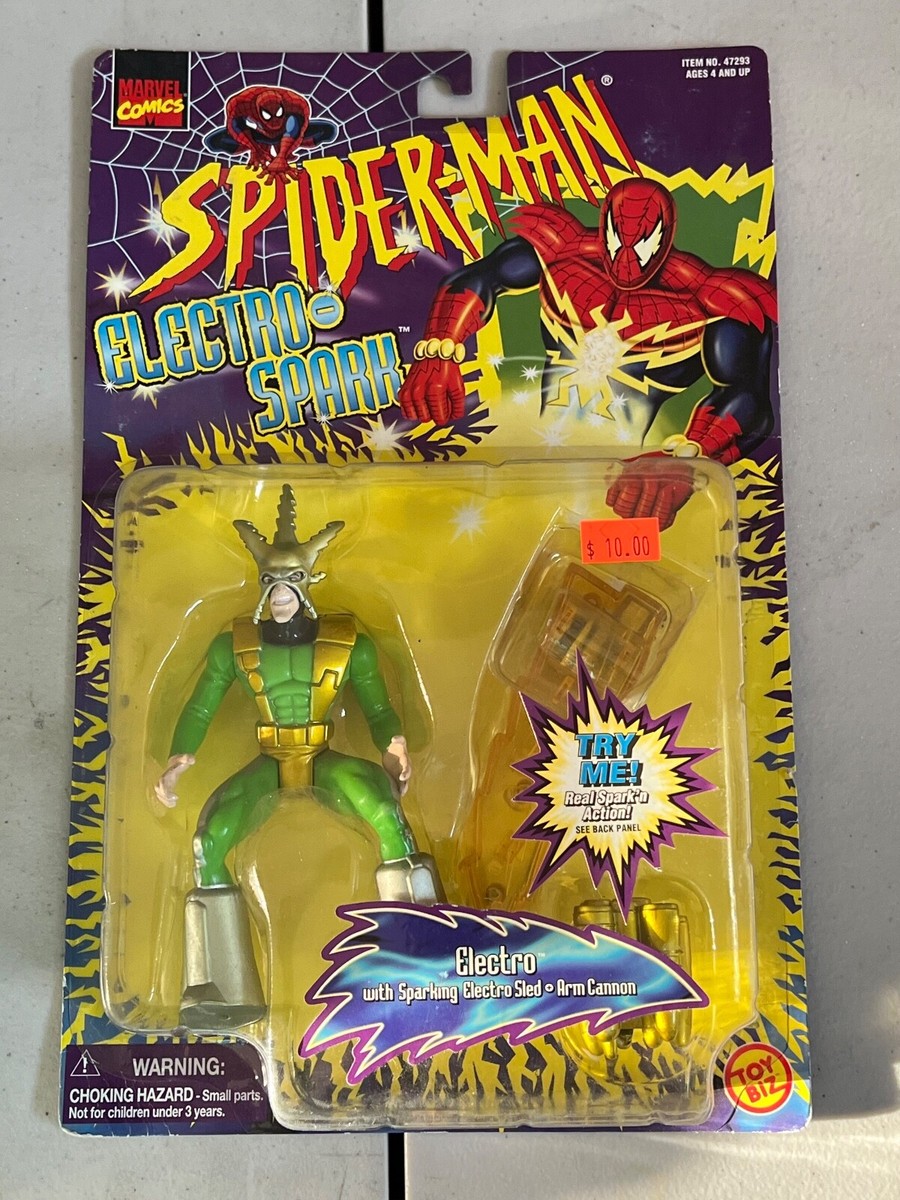 MARVEL
COMICS
M
ITEM NO. 47293
AGES 4 AND UP
SPIDER-MAN®
ELECTRO-
SPARK™
$ 10.00
TRY
ME!
Real Spark'n
Action!
SEE BACK PANEL
Electro™
with Sparking Electro Sled • Arm Cannon
WARNING:
CHOKING HAZARD - Small parts.
Not for children under 3 years.
TOY
BIZ